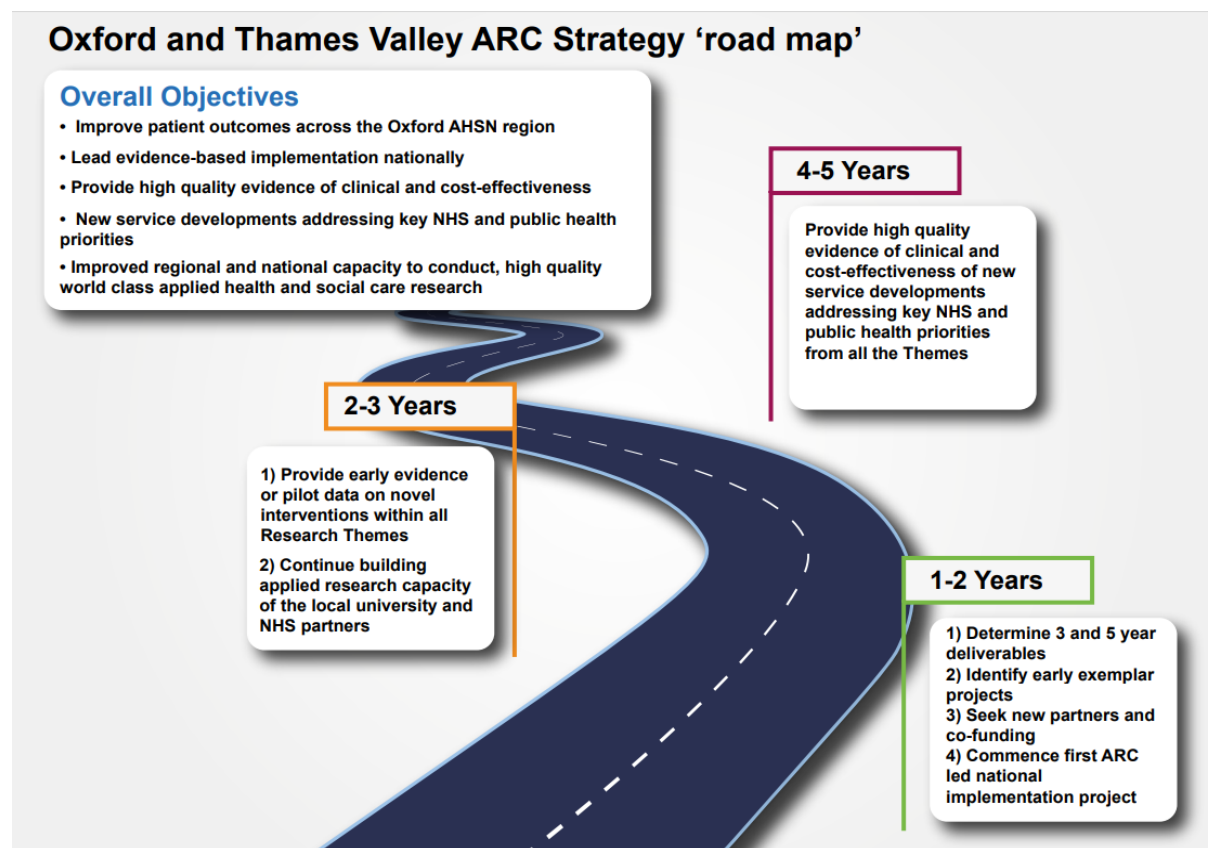 Oxford and Thames Valley ARC Strategy ‘road map’
Overall Objectives
• Improve patient outcomes across the Oxford AHSN region
• Lead evidence-based implementation nationally
• Provide high quality evidence of clinical and cost-effectiveness
• New service developments addressing key NHS and public health
priorities
• Improved regional and national capacity to conduct, high quality
world class applied health and social care research
4-5 Years
Provide high quality
evidence of clinical and
cost-effectiveness of new
service developments
addressing key NHS and
public health priorities
from all the Themes
2-3 Years
1) Provide early evidence
or pilot data on novel
interventions within all
Research Themes
2) Continue building
applied research capacity
of the local university and
NHS partners
1-2 Years
1) Determine 3 and 5 year
deliverables
2) Identify early exemplar
projects
3) Seek new partners and
co-funding
4) Commence first ARC
led national
implementation project